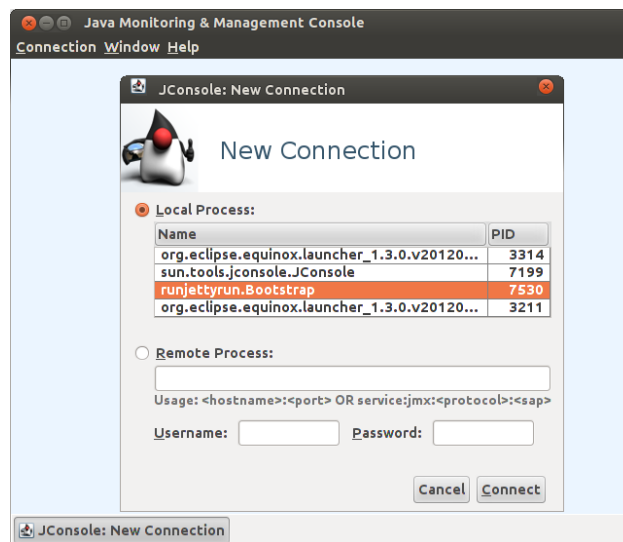 Java Monitoring & Management Console
Connection Window Help
JConsole: New Connection
New Connection
Local Process:
Name PID
org.eclipse.equinox.launcher_1.3.0.v20120... 3314
sun.tools.jconsole.JConsole 7199
runjettyrun.Bootstrap 7530
org.eclipse.equinox.launcher_1.3.0.v20120... 3211
Remote Process:
Usage: <hostname>:<port> OR service:jmx:<protocol>:<sap>
Username: Password:
Cancel Connect
JConsole: New Connection